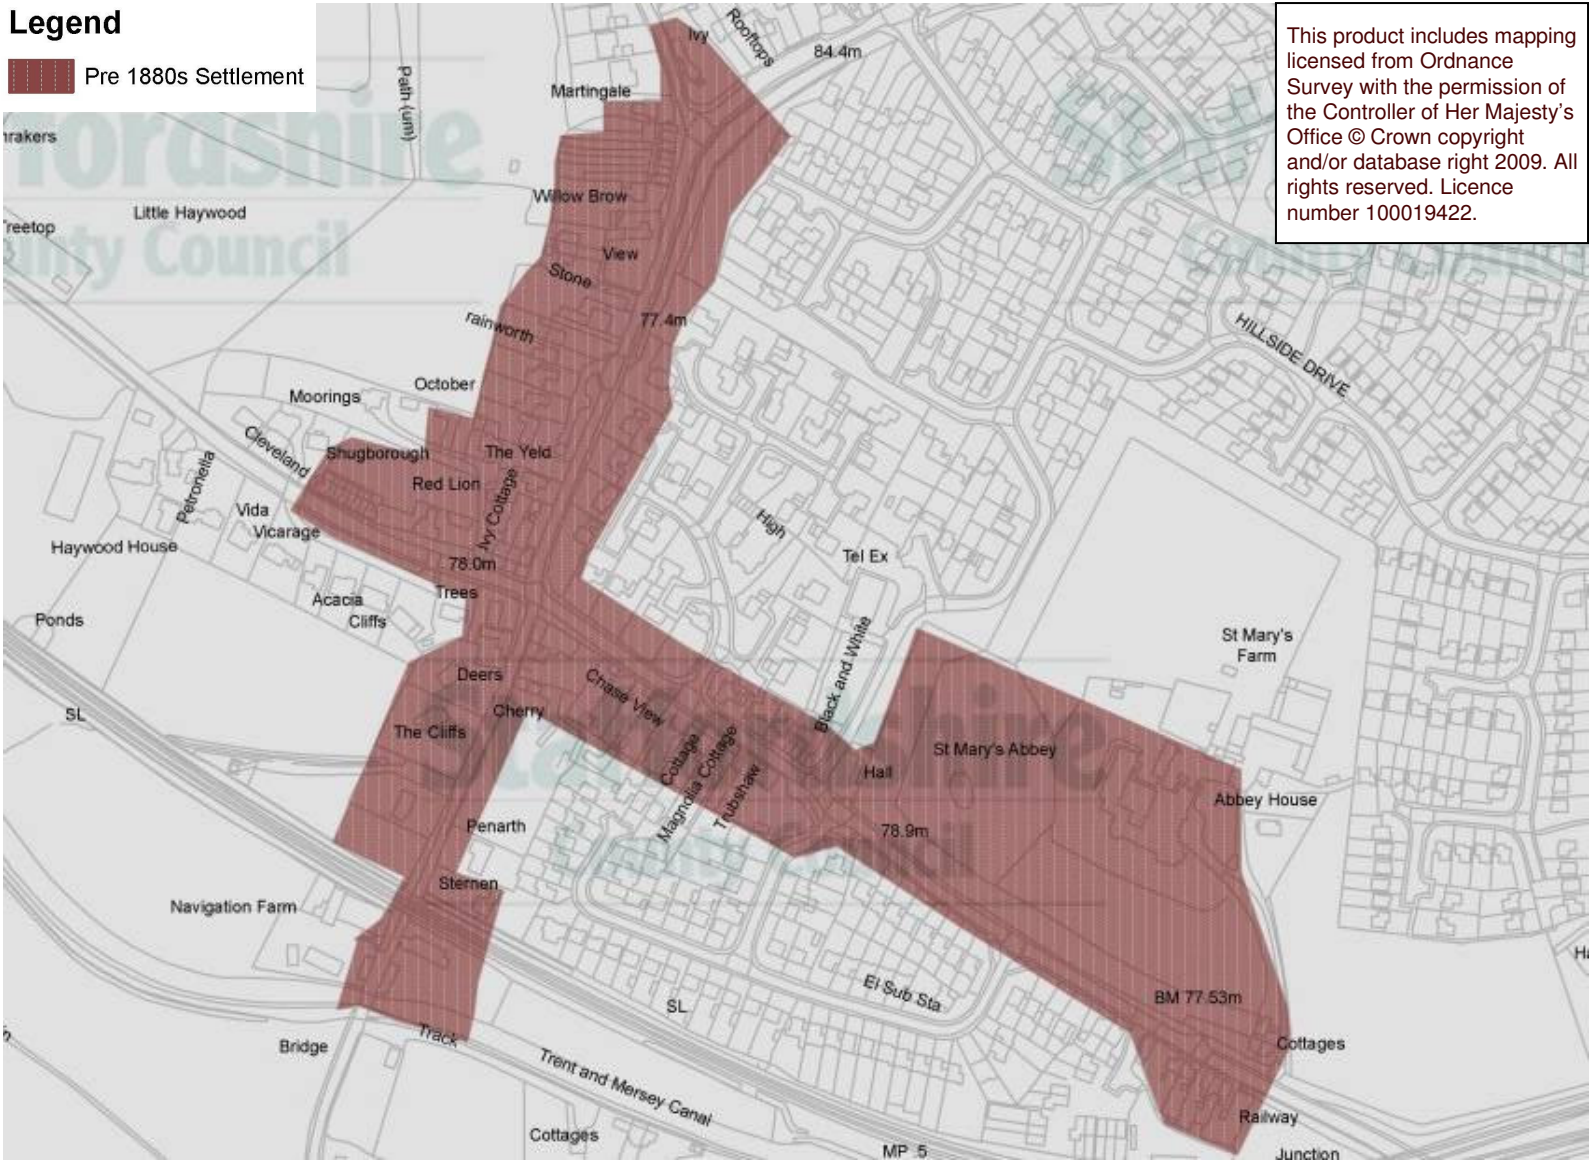 Legend
Pre 1880s Settlement
This product includes mapping
licensed from Ordnance
Survey with the permission of
the Controller of Her Majesty's
Office © Crown copyright
and/or database right 2009. All
rights reserved. Licence
number 100019422.
Ivy
Rooftops
84.4m
Path (um)
Martingale
hrakers
Willow Brow
Little Haywood
Treetop
View
Stone
77.4m
rainworth
HILLSIDE DRIVE
October
Moorings
Cleveland
Shugborough
The Yeld
Red Lion
Petronella
Ivy Cottage
Vida
Vicarage
High
Haywood House
Tel Ex
78.0m
Trees
Acacia
Cliffs
Ponds
Black and White
St Mary's
Farm
Deers
Chase View
Cherry
SL
The Cliffs
Cottage
Magnolia Cottage
Trubshaw
St Mary's Abbey
Hall
Abbey House
Penarth
78.9m
Sternen
Navigation Farm
El Sub Sta
BM 77.53m
SL
Track
Bridge
Cottages
Trent and Mersey Canal
Railway
Junction
Cottages
MP .5
Staffordshire
County Council